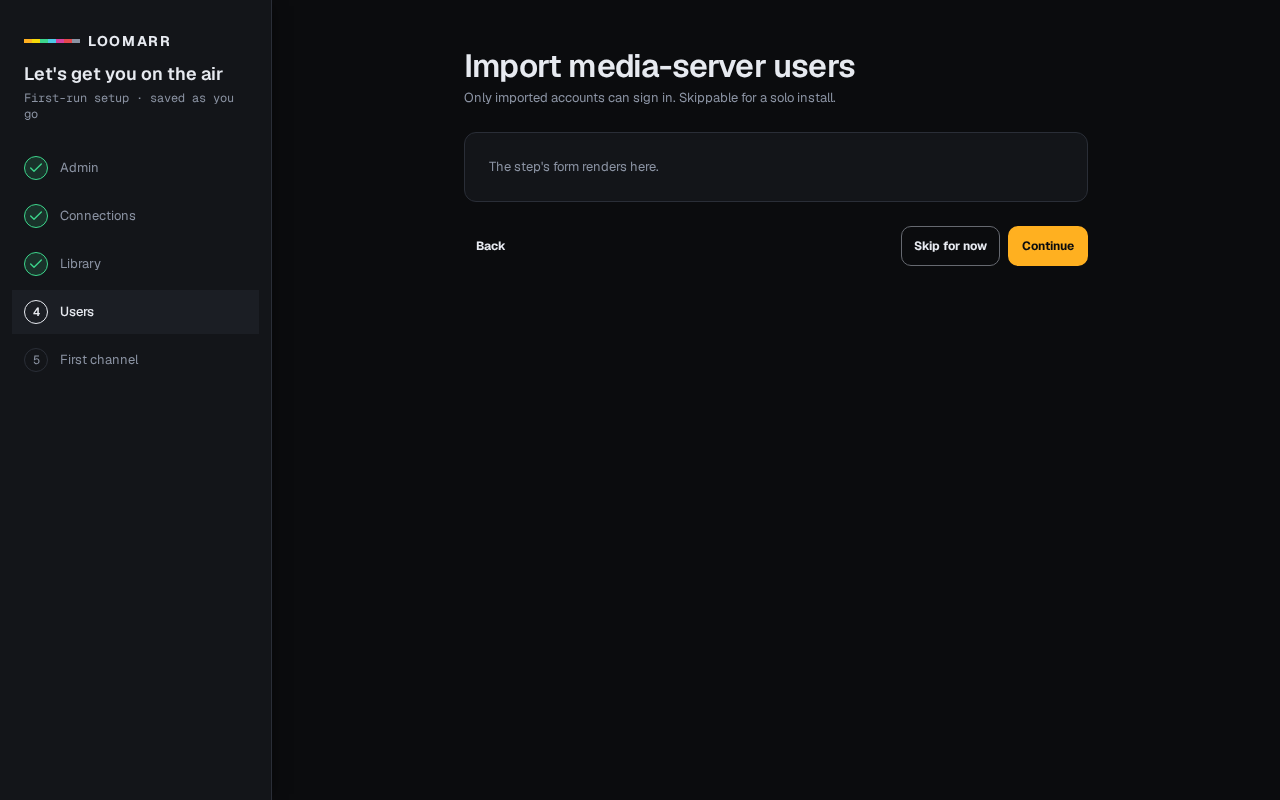 LOOMARR
Let's get you on the air
First-run setup · saved as you
go
Admin
Connections
Library
4 Users
5 First channel
Import media-server users
Only imported accounts can sign in. Skippable for a solo install.
The step's form renders here.
Back
Skip for now
Continue